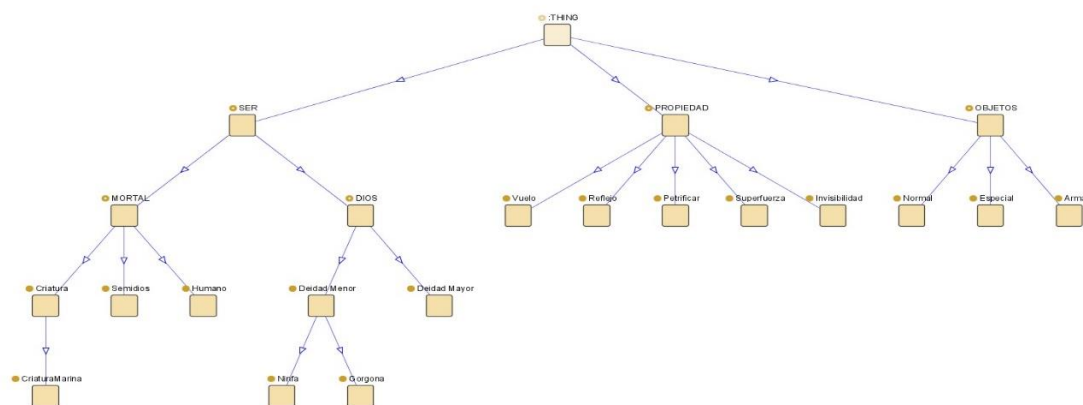 :THING
SER
PROPIEDAD
OBJETOS
MORTAL
DIOS
Vuelo
Reflejo
Petrificar
Superfuerza
Invisibilidad
Normal
Especial
Arma
Criatura
Semidios
Humano
Deidad Menor
Deidad Mayor
CriaturaMarina
Ninfa
Gorgona